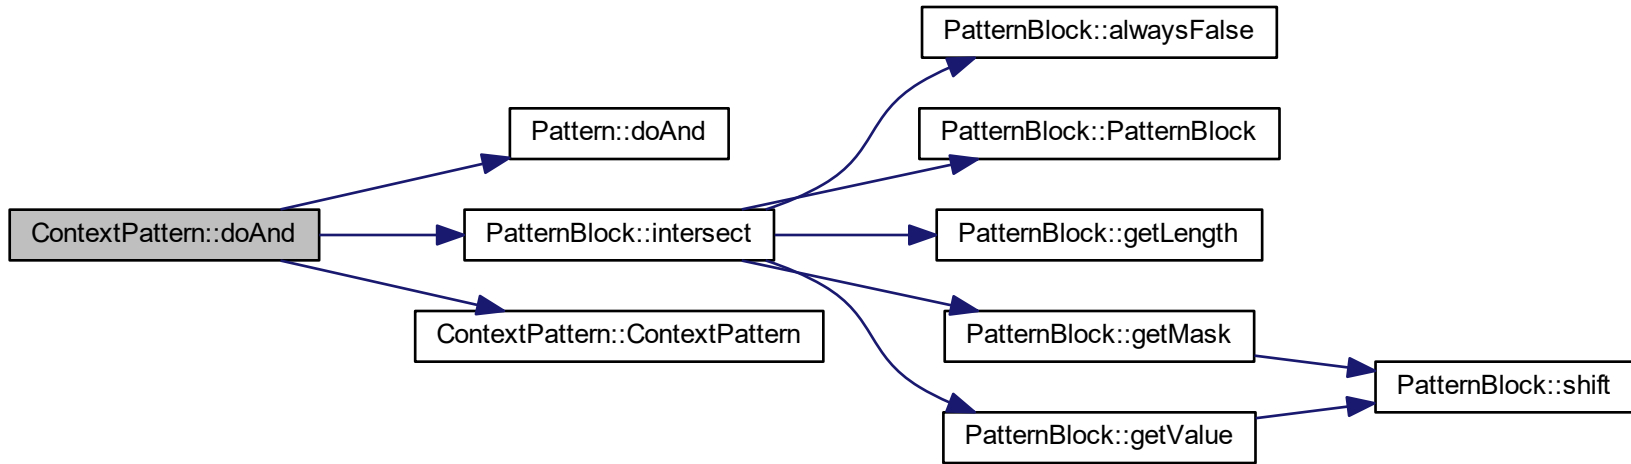 PatternBlock::alwaysFalse
Pattern::doAnd
PatternBlock::PatternBlock
ContextPattern::doAnd
PatternBlock::intersect
PatternBlock::getLength
ContextPattern::ContextPattern
PatternBlock::getMask
PatternBlock::shift
PatternBlock::getValue